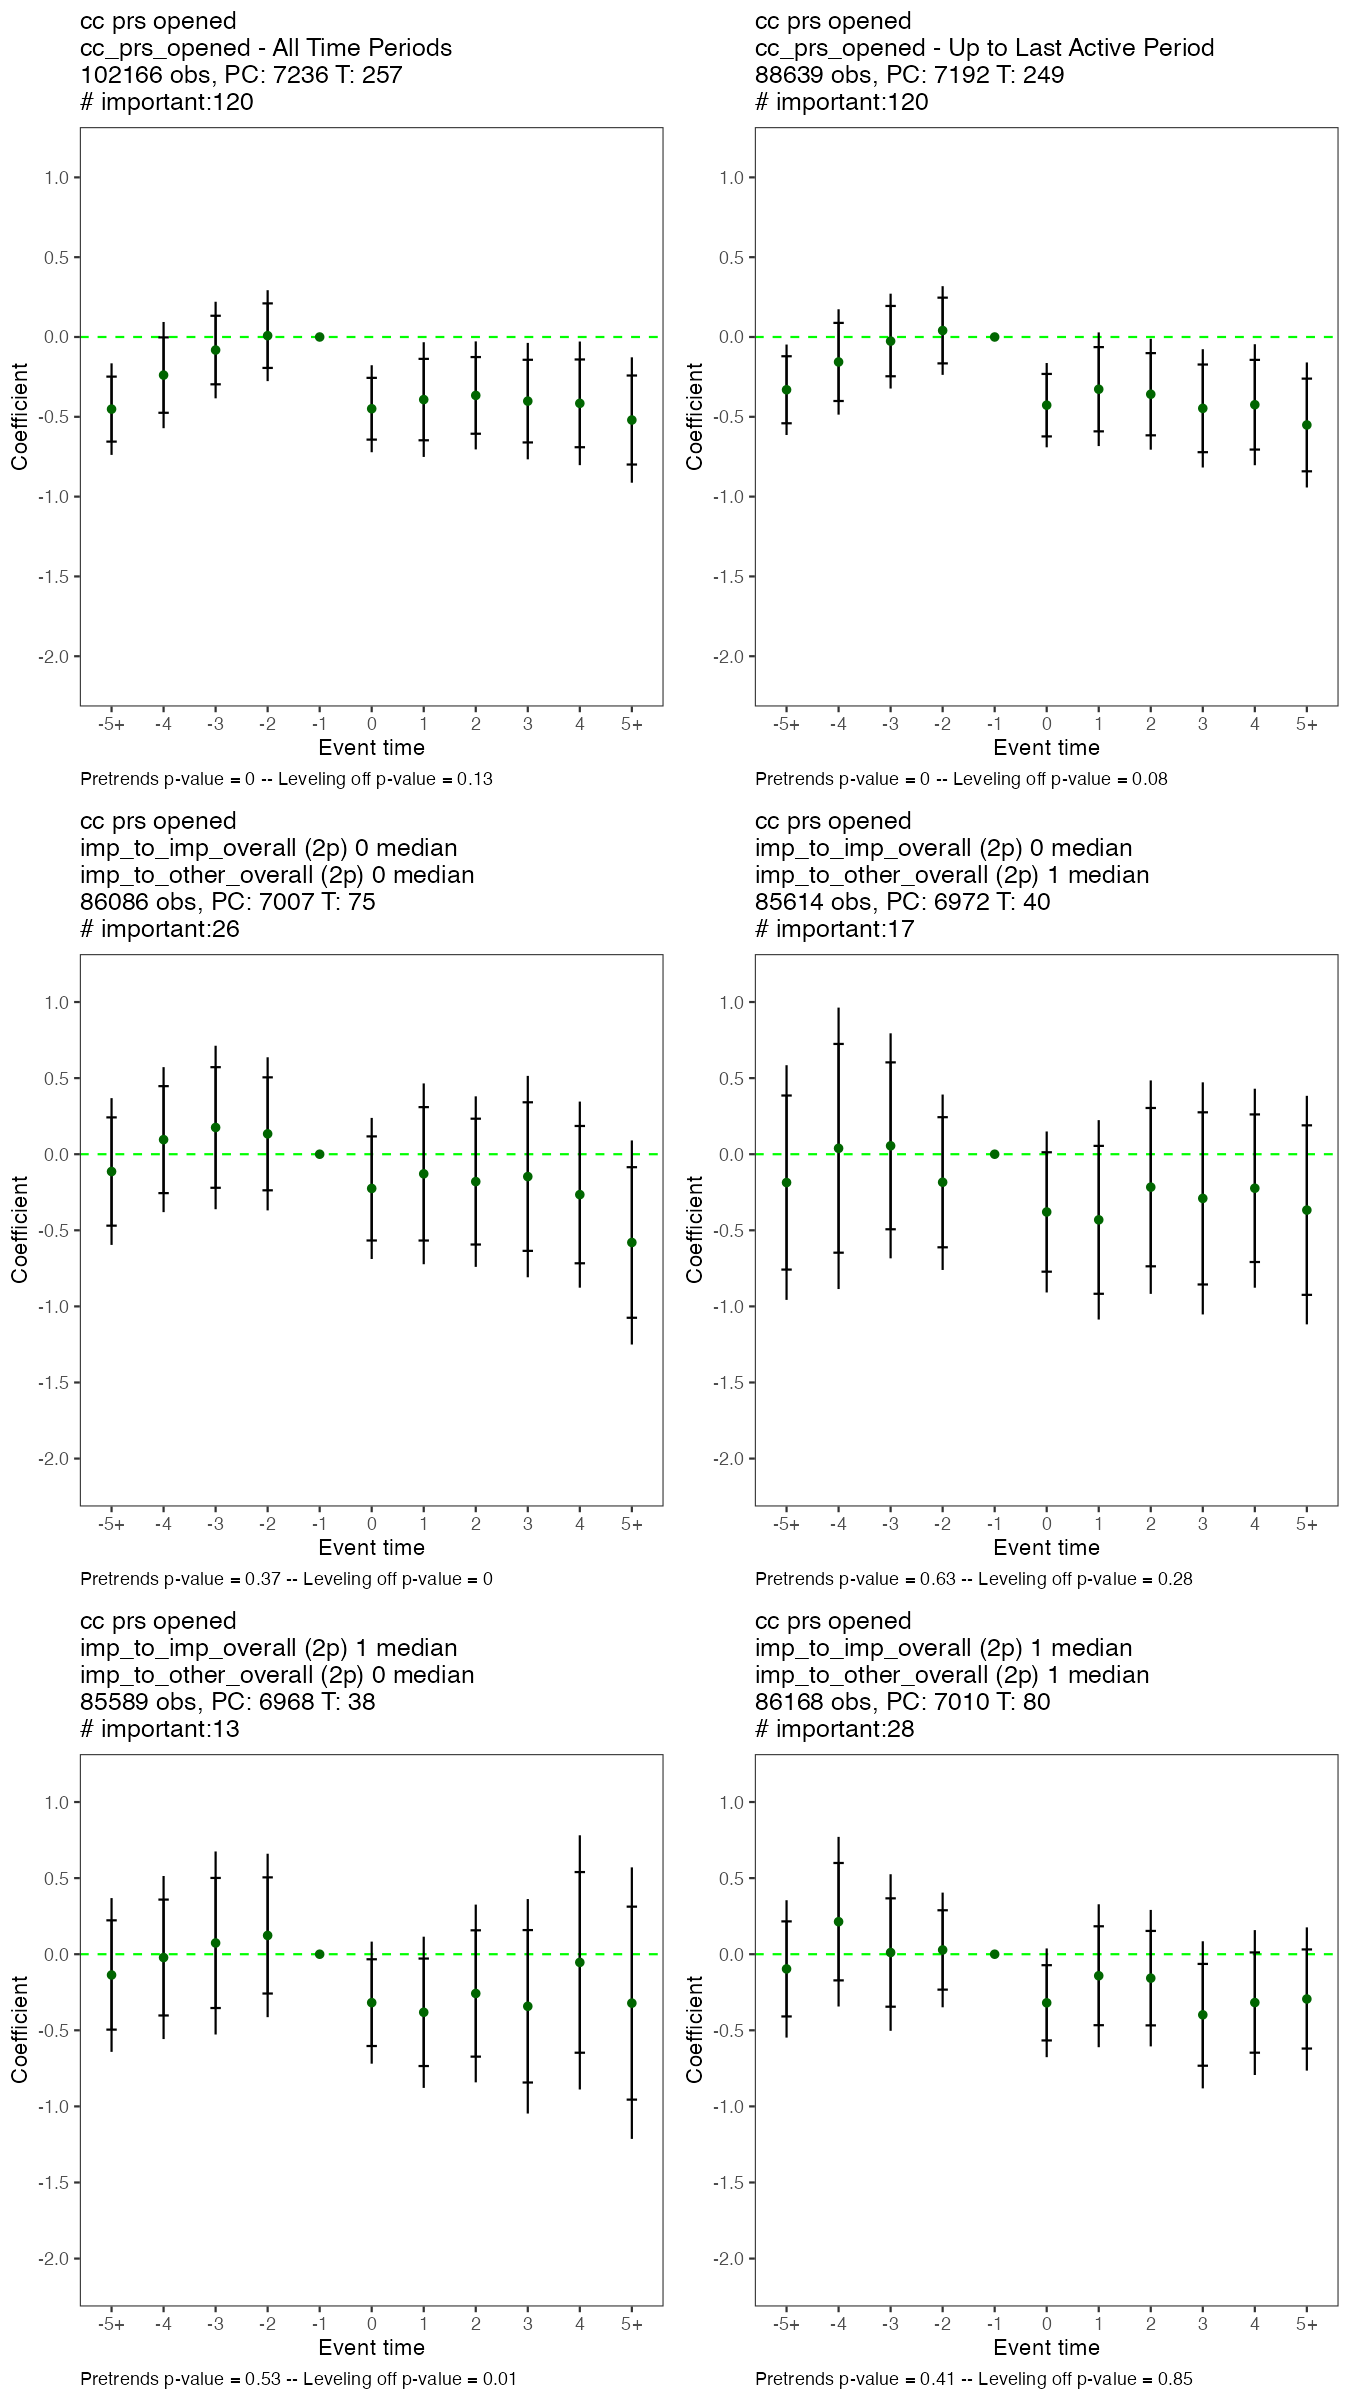 cc prs opened
cc_prs_opened - All Time Periods
102166 obs, PC: 7236 T: 257
# important:120
1.0
0.5
0.0
-0.5
-1.0
-1.5
-2.0
Coefficient
-5+ -4 -3 -2 -1 0 1 2 3 4 5+
Event time
Pretrends p-value = 0 -- Leveling off p-value = 0.13
cc prs opened
cc_prs_opened - Up to Last Active Period
88639 obs, PC: 7192 T: 249
# important:120
1.0
0.5
0.0
-0.5
-1.0
-1.5
-2.0
Coefficient
-5+ -4 -3 -2 -1 0 1 2 3 4 5+
Event time
Pretrends p-value = 0 -- Leveling off p-value = 0.08
cc prs opened
imp_to_imp_overall (2p) 0 median
imp_to_other_overall (2p) 0 median
86086 obs, PC: 7007 T: 75
# important:26
1.0
0.5
0.0
-0.5
-1.0
-1.5
-2.0
Coefficient
-5+ -4 -3 -2 -1 0 1 2 3 4 5+
Event time
Pretrends p-value = 0.37 -- Leveling off p-value = 0
cc prs opened
imp_to_imp_overall (2p) 0 median
imp_to_other_overall (2p) 1 median
85614 obs, PC: 6972 T: 40
# important:17
1.0
0.5
0.0
-0.5
-1.0
-1.5
-2.0
Coefficient
-5+ -4 -3 -2 -1 0 1 2 3 4 5+
Event time
Pretrends p-value = 0.63 -- Leveling off p-value = 0.28
cc prs opened
imp_to_imp_overall (2p) 1 median
imp_to_other_overall (2p) 0 median
85589 obs, PC: 6968 T: 38
# important:13
1.0
0.5
0.0
-0.5
-1.0
-1.5
-2.0
Coefficient
-5+ -4 -3 -2 -1 0 1 2 3 4 5+
Event time
Pretrends p-value = 0.53 -- Leveling off p-value = 0.01
cc prs opened
imp_to_imp_overall (2p) 1 median
imp_to_other_overall (2p) 1 median
86168 obs, PC: 7010 T: 80
# important:28
1.0
0.5
0.0
-0.5
-1.0
-1.5
-2.0
Coefficient
-5+ -4 -3 -2 -1 0 1 2 3 4 5+
Event time
Pretrends p-value = 0.41 -- Leveling off p-value = 0.85